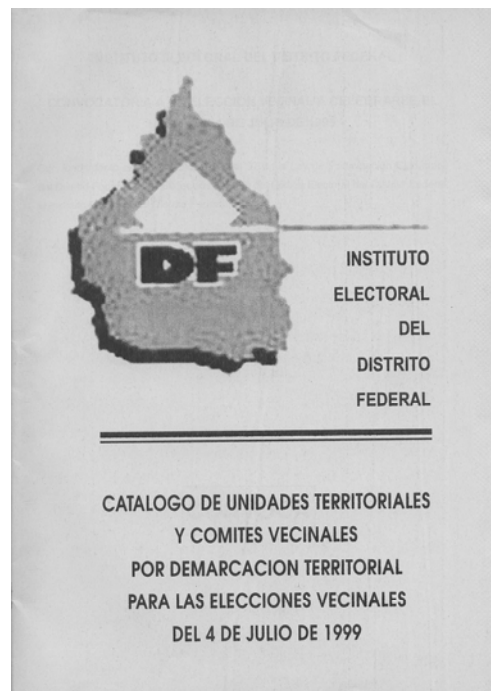 DF
INSTITUTO
ELECTORAL
DEL
DISTRITO
FEDERAL
CATALOGO DE UNIDADES TERRITORIALES
Y COMITES VECINALES
POR DEMARCACION TERRITORIAL
PARA LAS ELECCIONES VECINALES
DEL 4 DE JULIO DE 1999